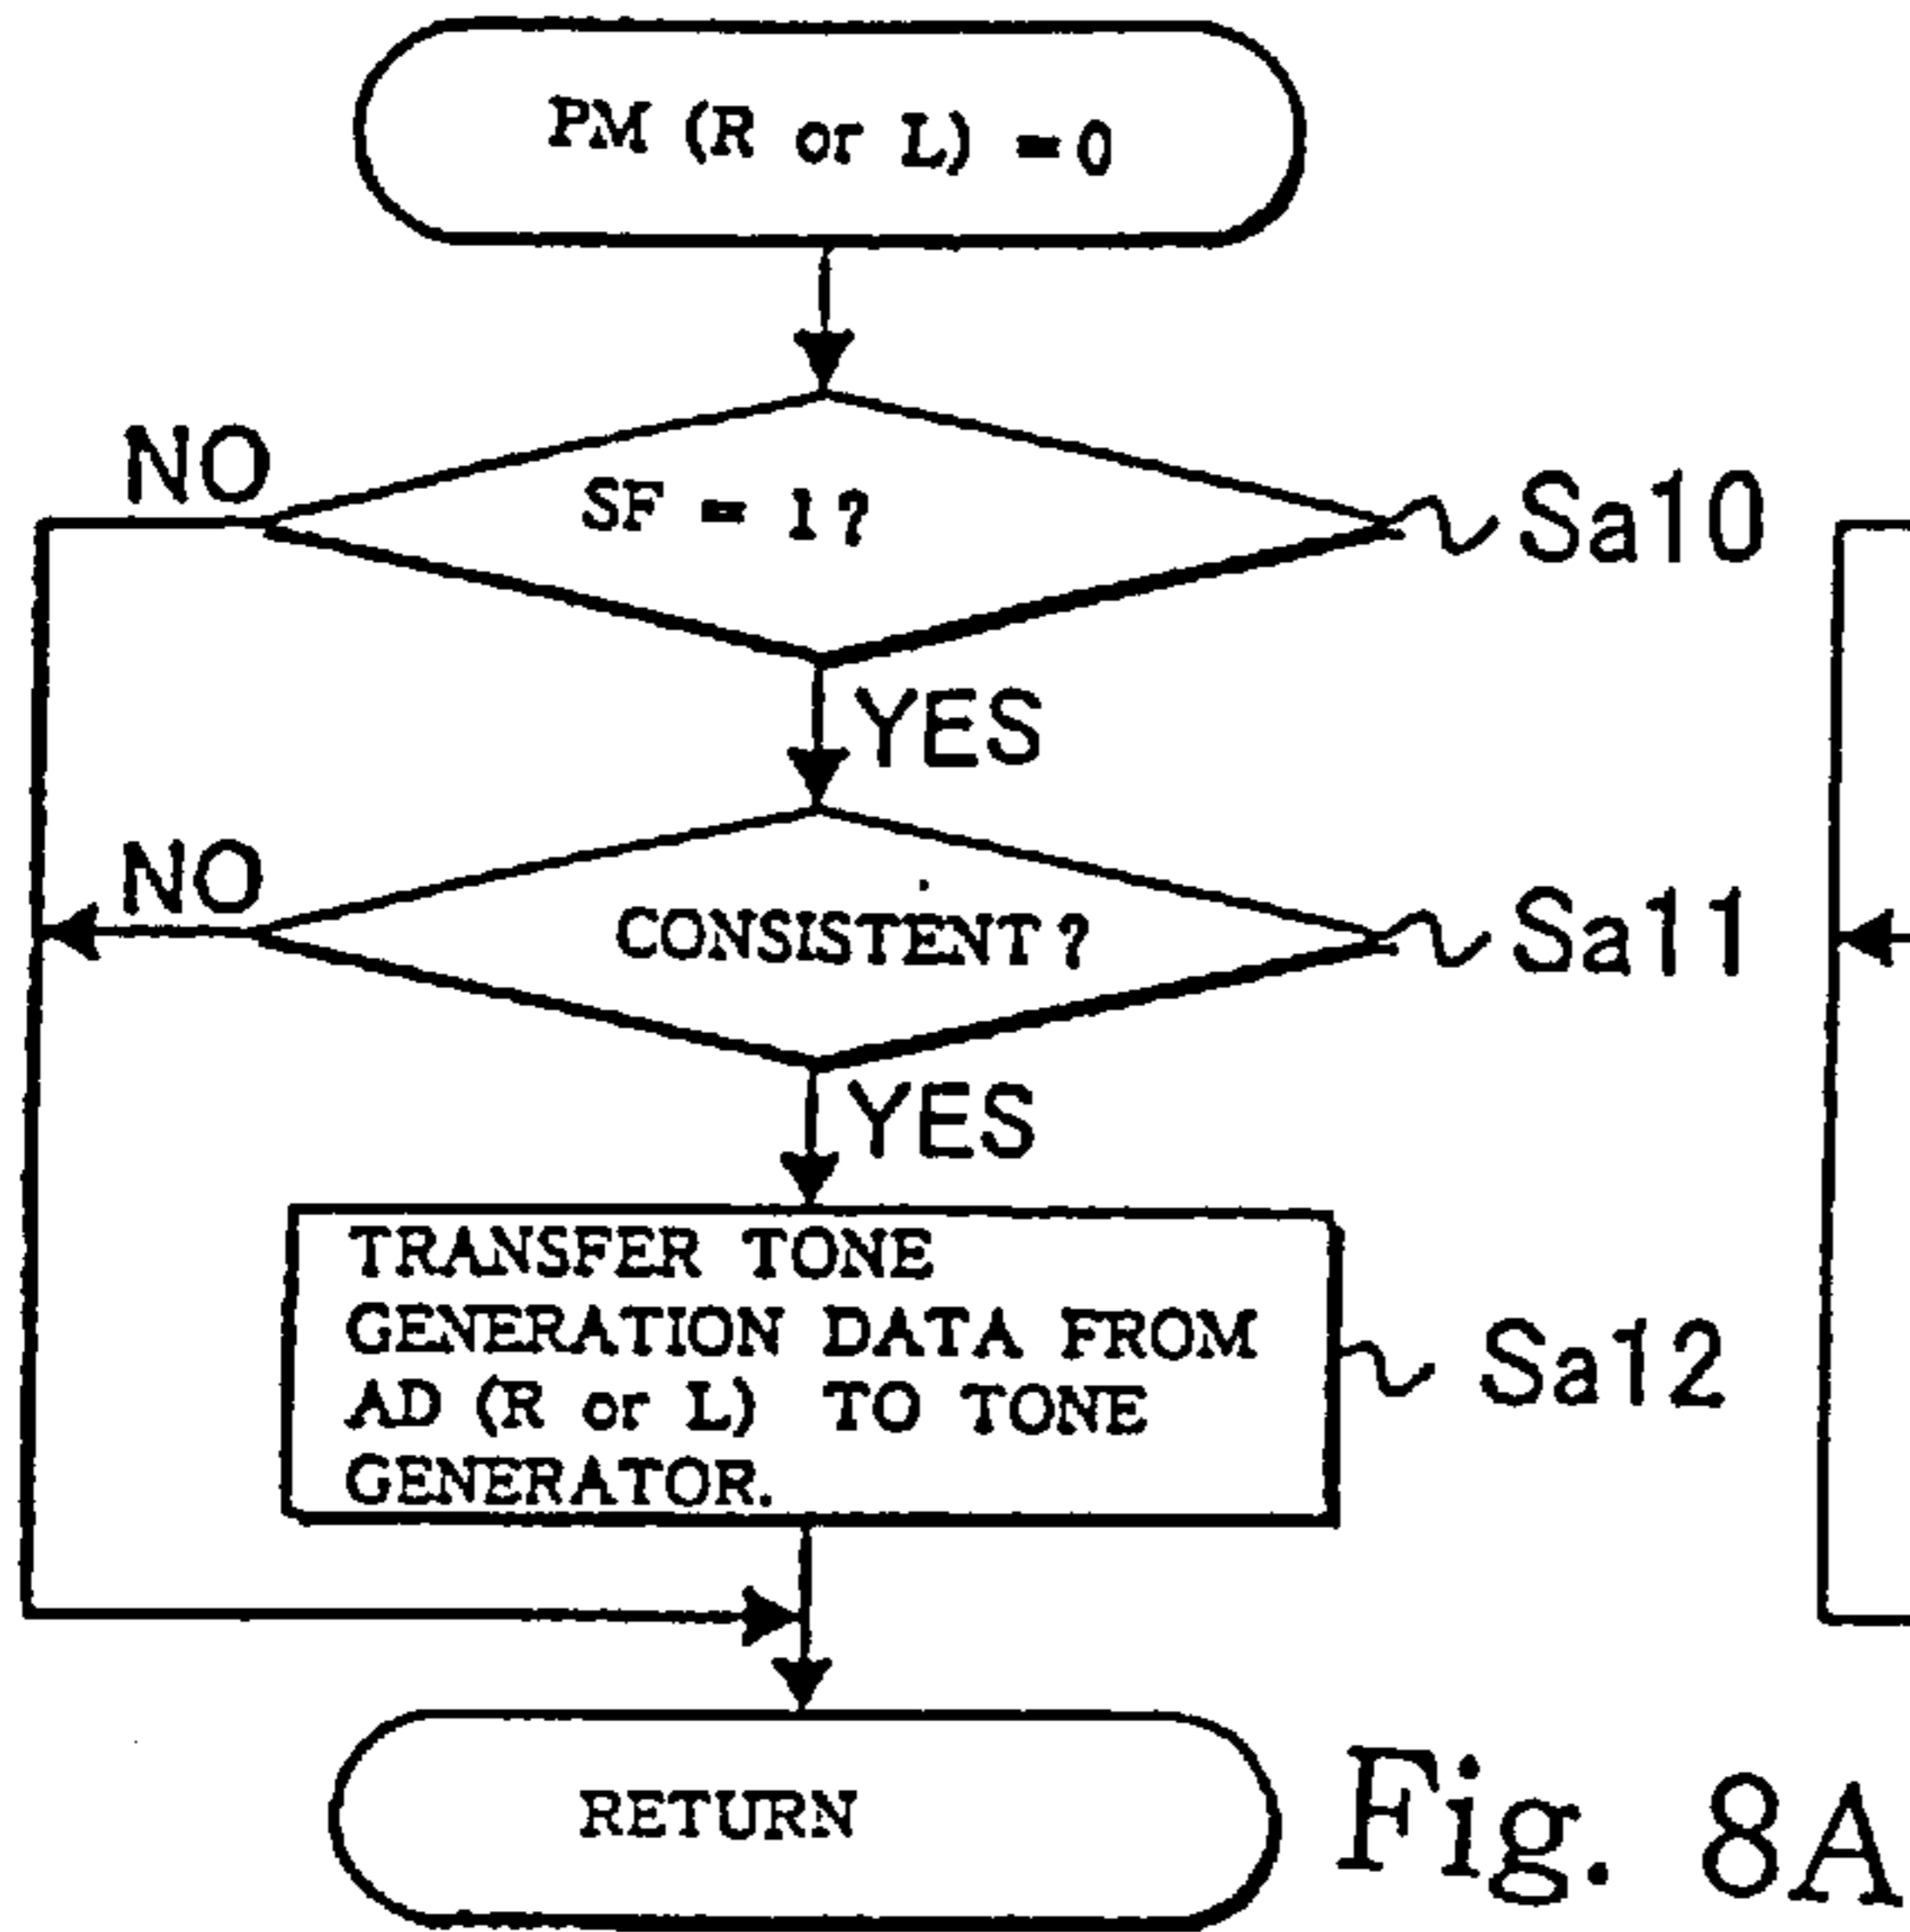 PM (R or L) = 0
NO
SF = 1 ?
Sa10
YES
NO
CONSISTENT ?
Sa11
YES
TRANSFER TONE
GENERATION DATA FROM
AD (R or L) TO TONE
GENERATOR.
Sa12
RETURN
Fig. 8A